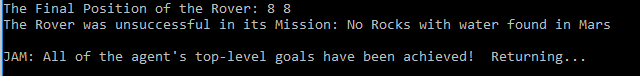 The Final Position of the Rover: 8 8
The Rover was unsuccessful in its Mission: No Rocks with water found in Mars
JAM: All of the agent's top-level goals have been achieved!  Returning...